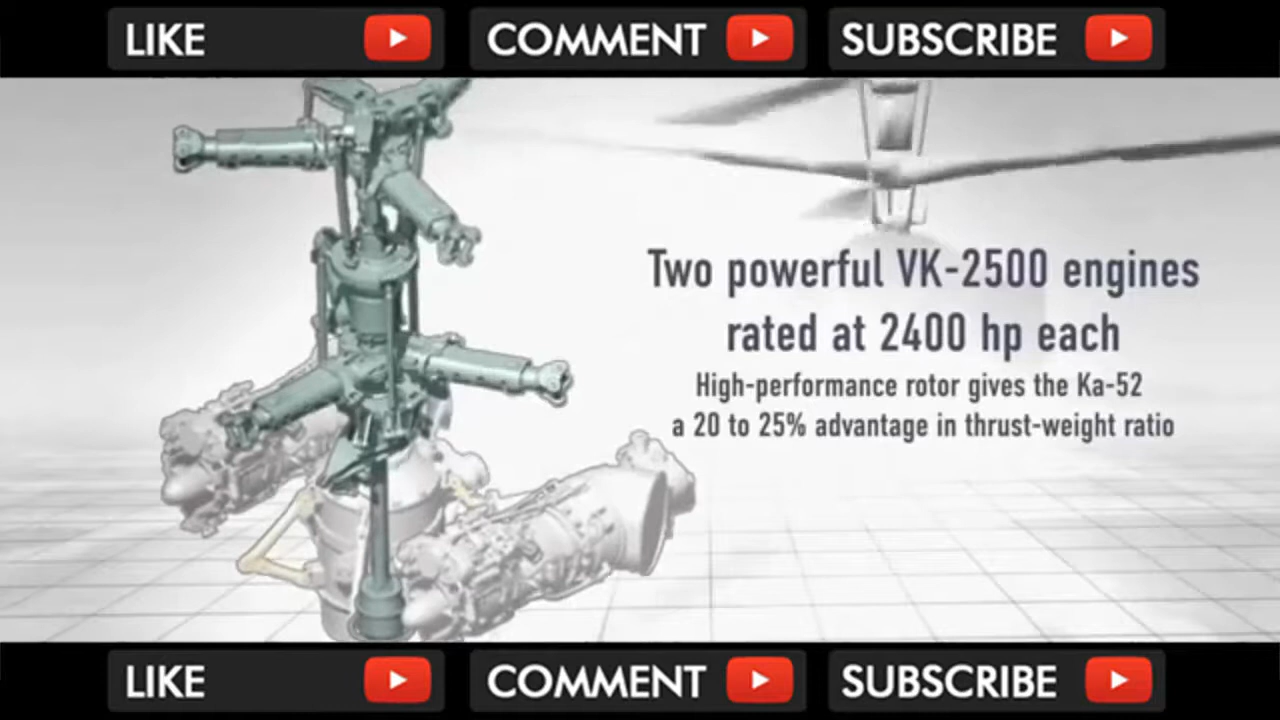 LIKE COMMENT SUBSCRIBE
Two powerful VK-2500 engines
rated at 2400 hp each
High-performance rotor gives the Ka-52
a 20 to 25% advantage in thrust-weight ratio
LIKE COMMENT SUBSCRIBE